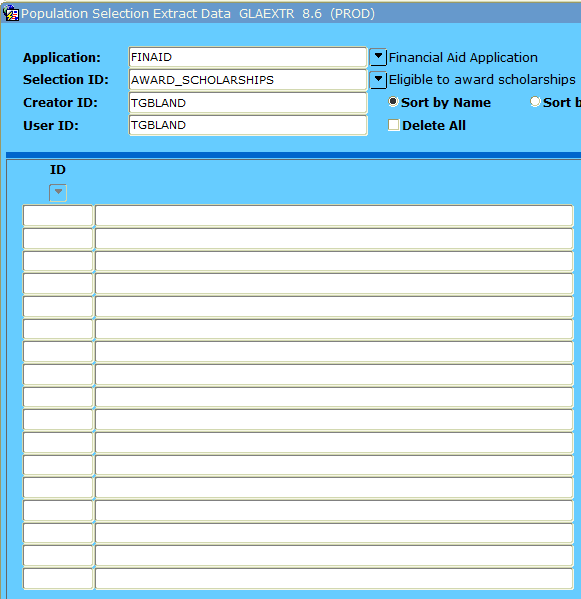 Population Selection Extract Data GLAEXTR 8.6 (PROD)
Application: FINAID Financial Aid Application
Selection ID: AWARD_SCHOLARSHIPS Eligible to award scholarships
Creator ID: TGBLAND Sort by Name Sort b
User ID: TGBLAND Delete All
ID